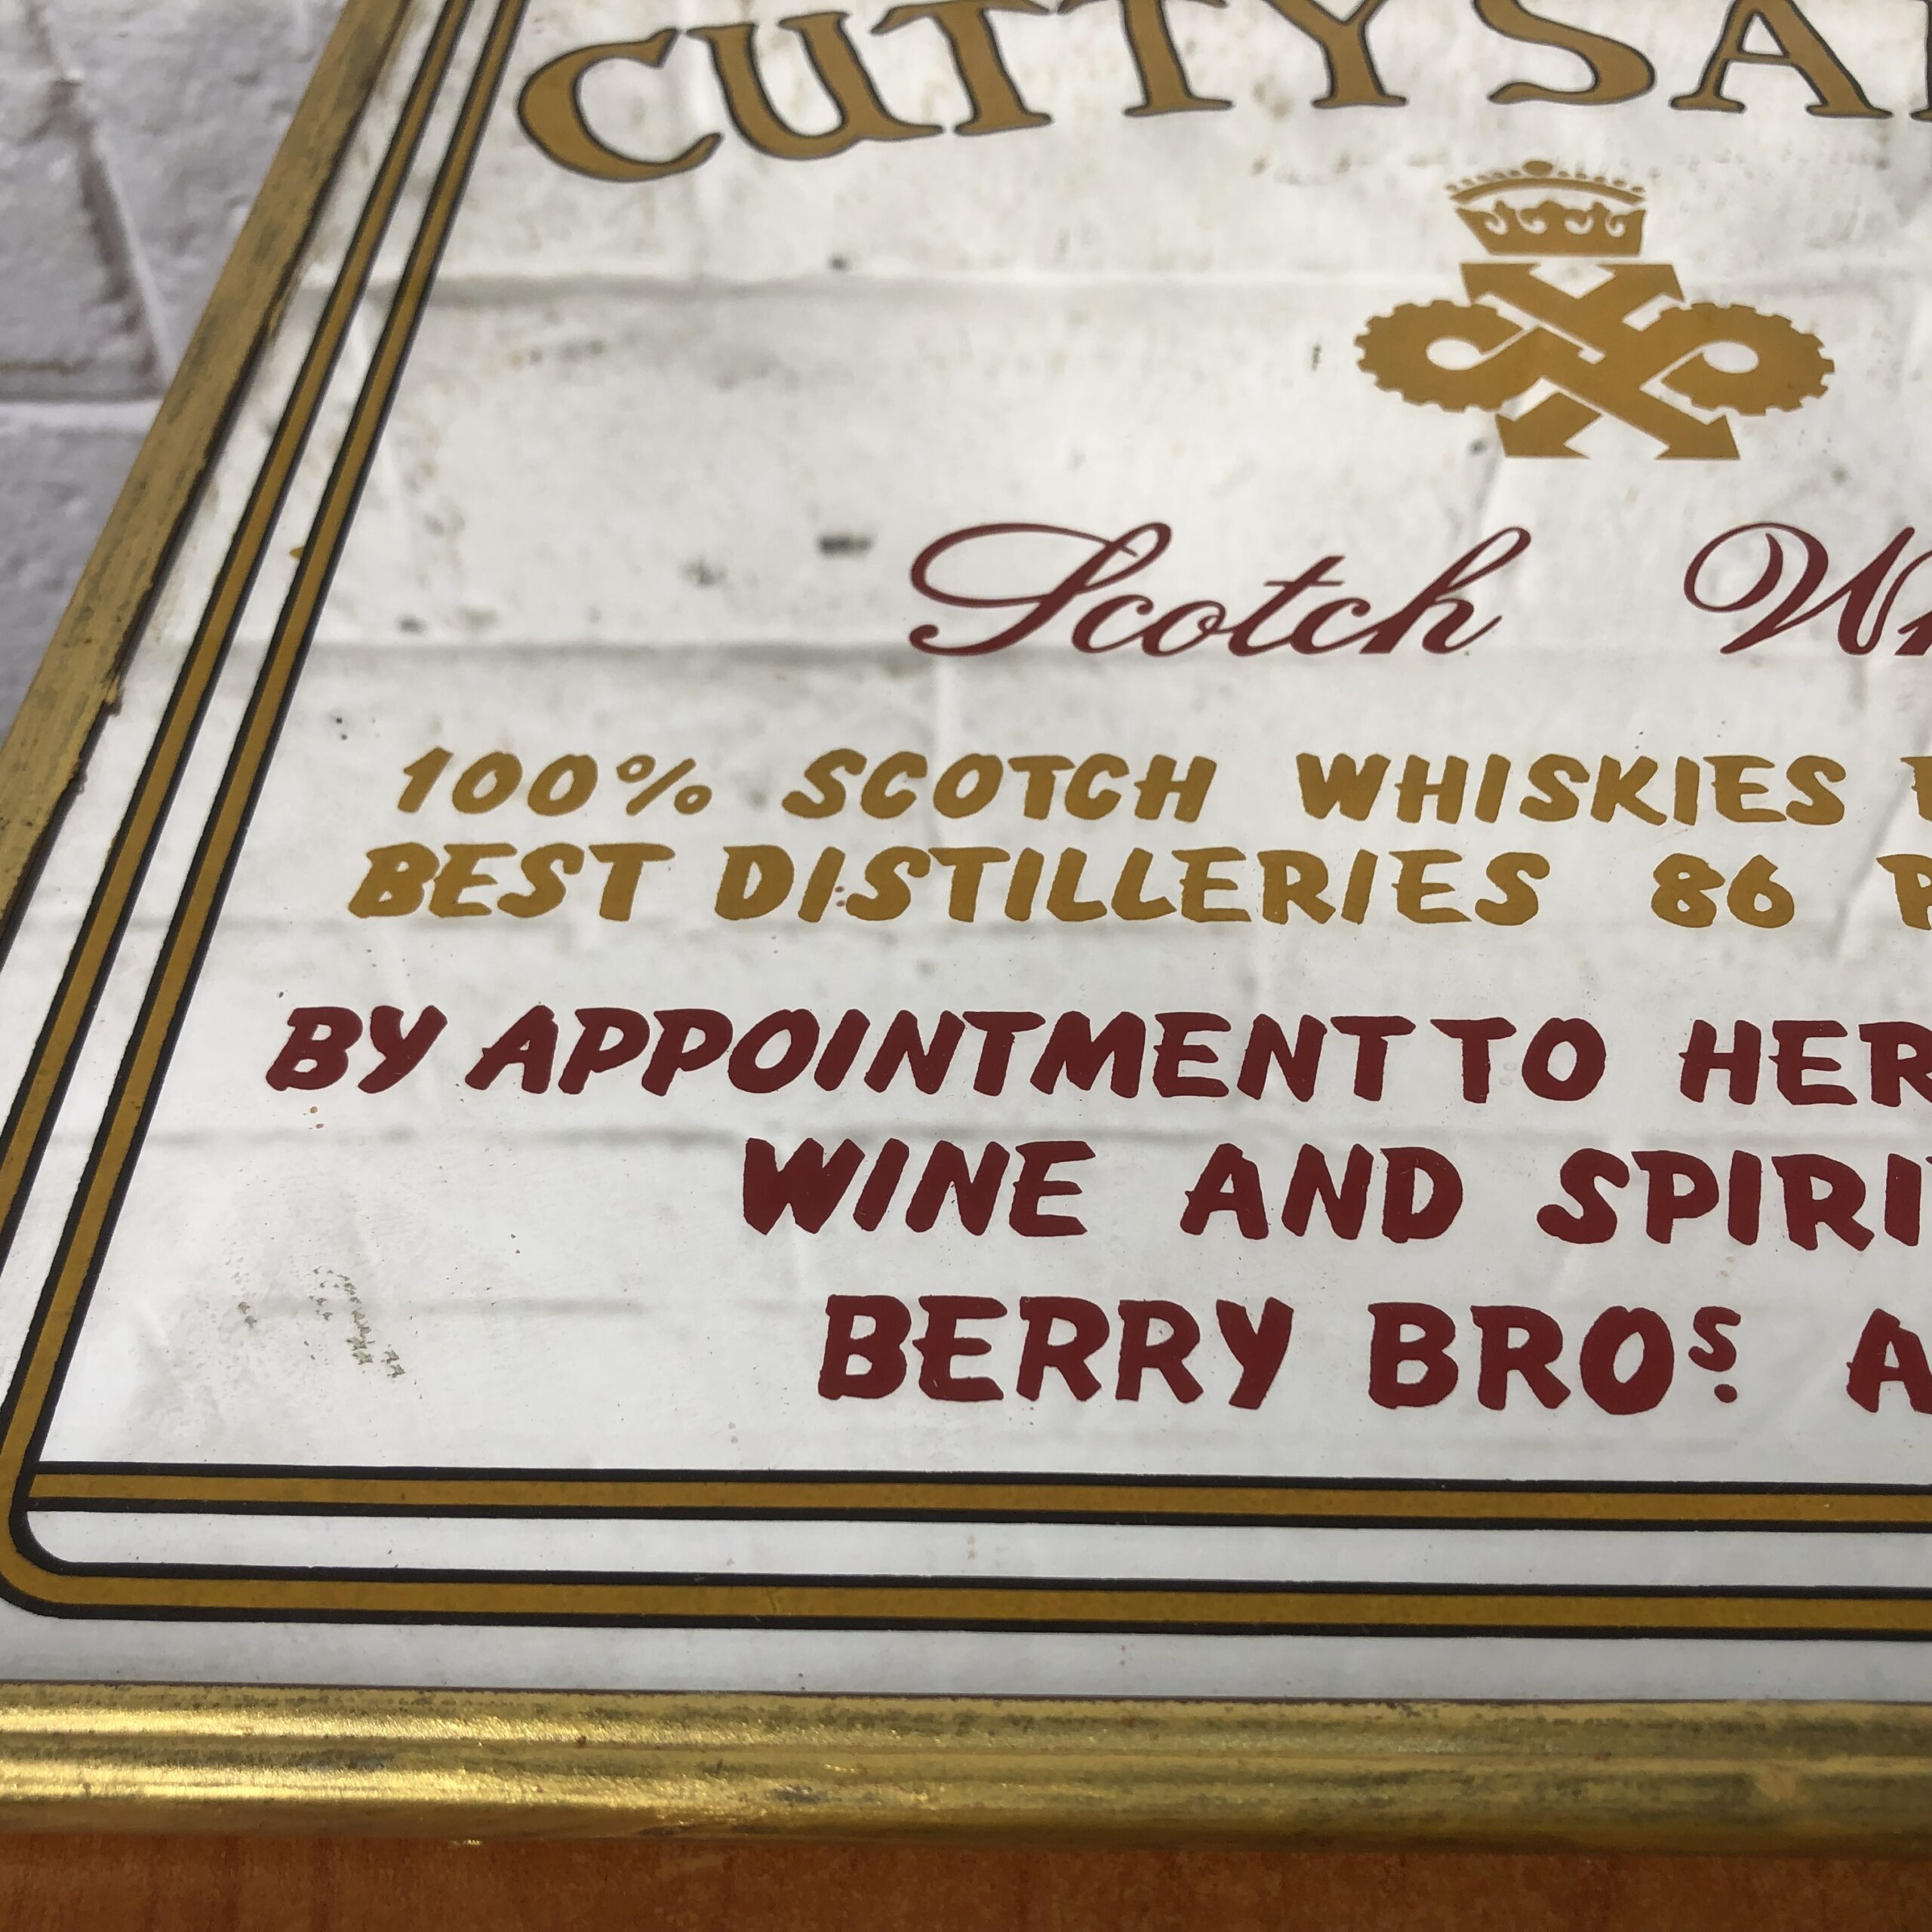 CUTTY SA
Scotch
100% SCOTCH WHISKIES
BEST DISTILLERIES 86
BY APPOINTMENT TO HER
WINE AND SPIRI
BERRY BROS.